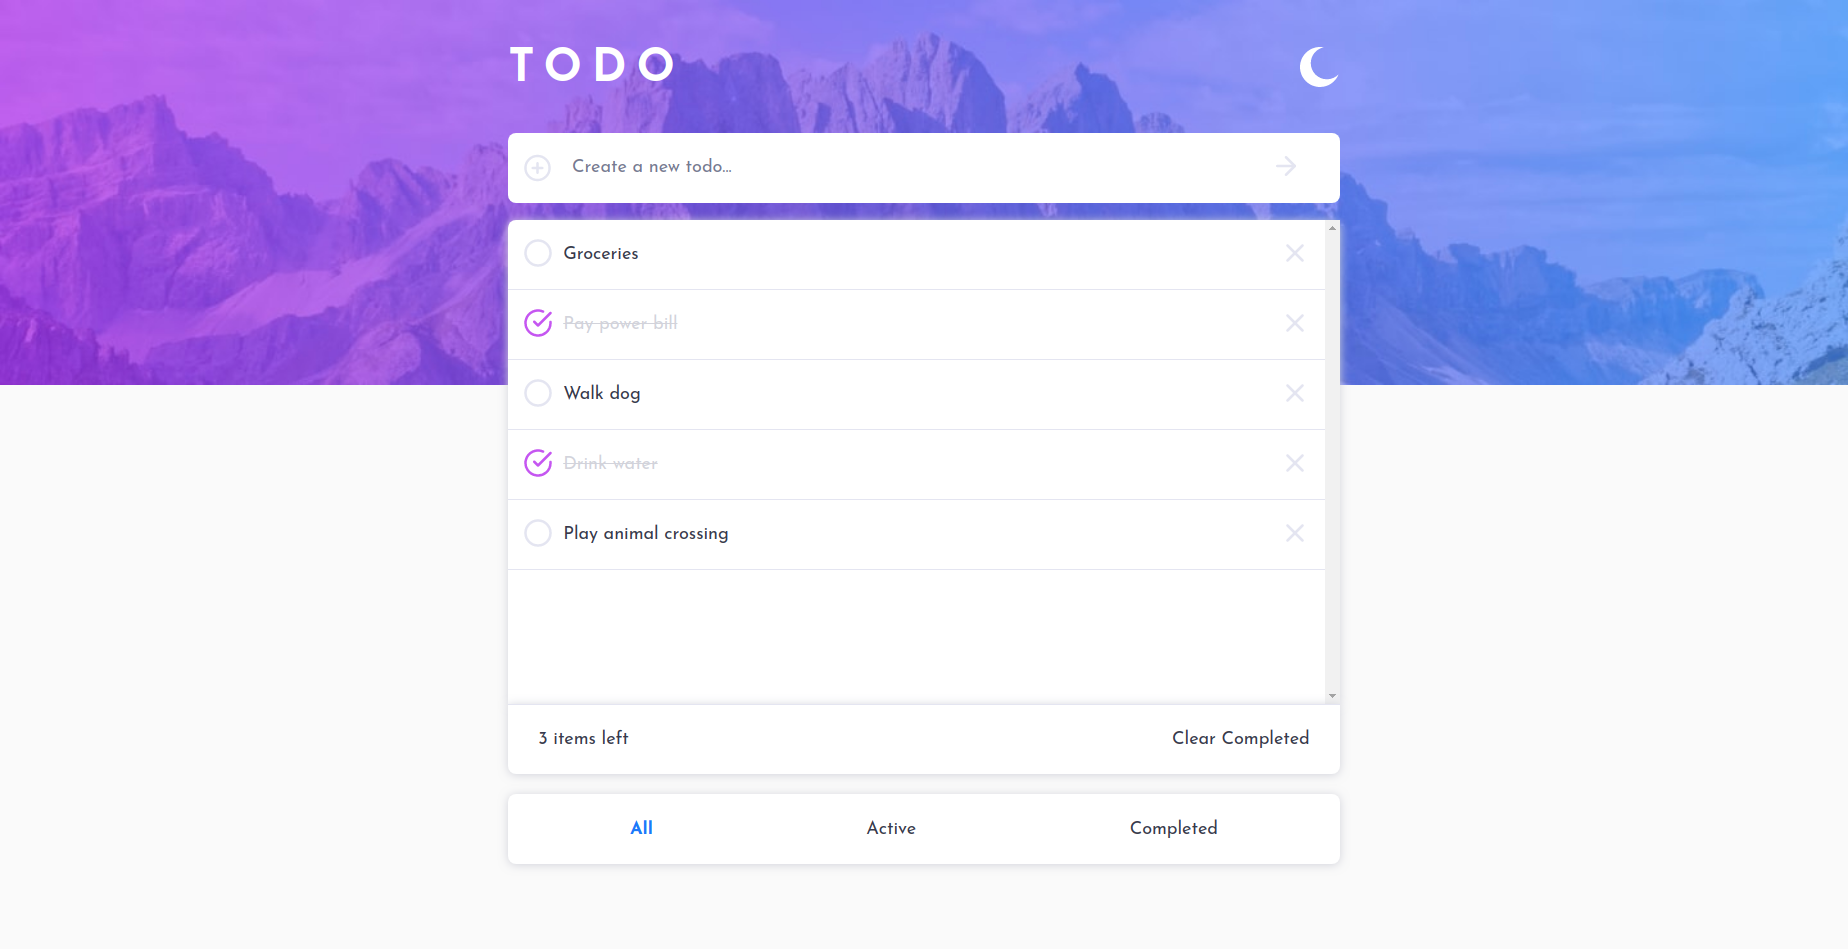 TODO
Create a new todo...
Groceries
Pay power bill
Walk dog
Drink water
Play animal crossing
3 items left Clear Completed
All Active Completed